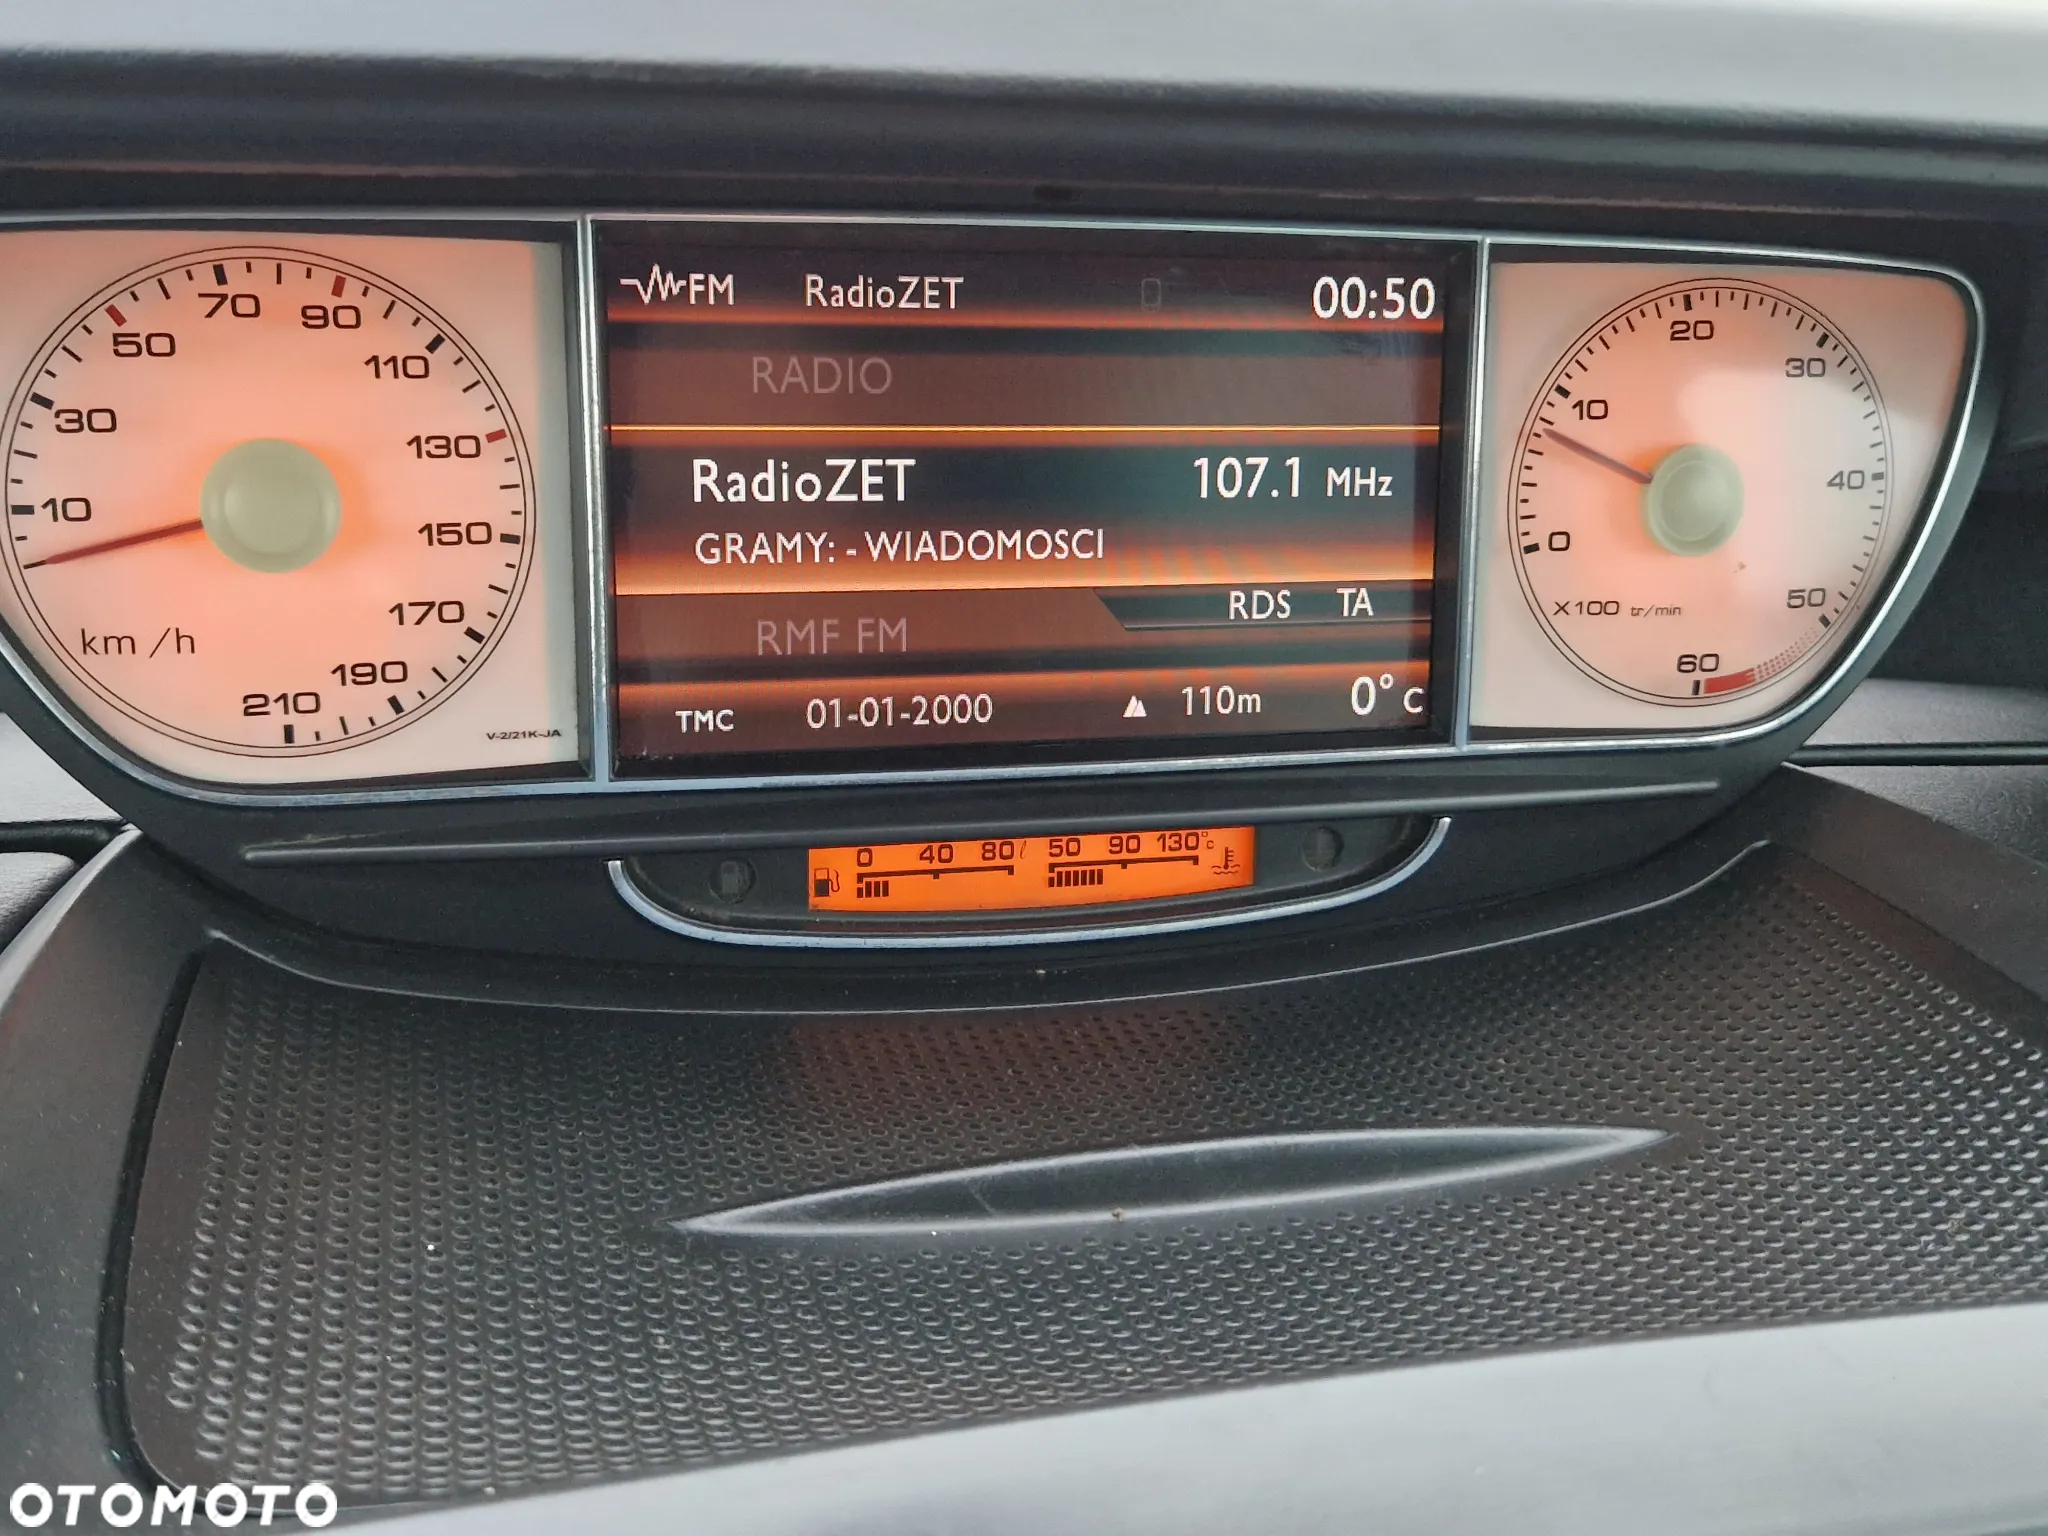 10
30
50
70
90
110
130
150
170
190
210
km /h
V-2/21K-JA
FM RadioZET 00:50
RADIO
RadioZET 107.1 MHz
GRAMY: - WIADOMOSCI
RDS TA
RMF FM
TMC 01-01-2000 110m 0°C
0
10
20
30
40
50
60
X100 tr/min
0 40 80 l 50 90 130°C
OTOMOTO